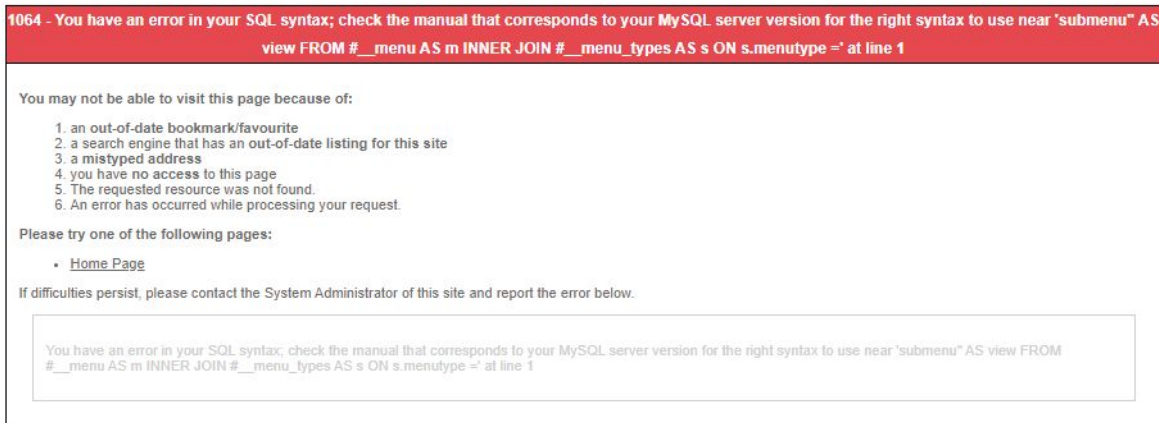 1064 - You have an error in your SQL syntax; check the manual that corresponds to your MySQL server version for the right syntax to use near 'submenu'' AS
view FROM #__menu AS m INNER JOIN #__menu_types AS s ON s.menutype =' at line 1
You may not be able to visit this page because of:
1. an out-of-date bookmark/favourite
2. a search engine that has an out-of-date listing for this site
3. a mistyped address
4. you have no access to this page
5. The requested resource was not found.
6. An error has occurred while processing your request.
Please try one of the following pages:
• Home Page
If difficulties persist, please contact the System Administrator of this site and report the error below.
You have an error in your SQL syntax; check the manual that corresponds to your MySQL server version for the right syntax to use near 'submenu'' AS view FROM
#__menu AS m INNER JOIN #__menu_types AS s ON s.menutype =' at line 1